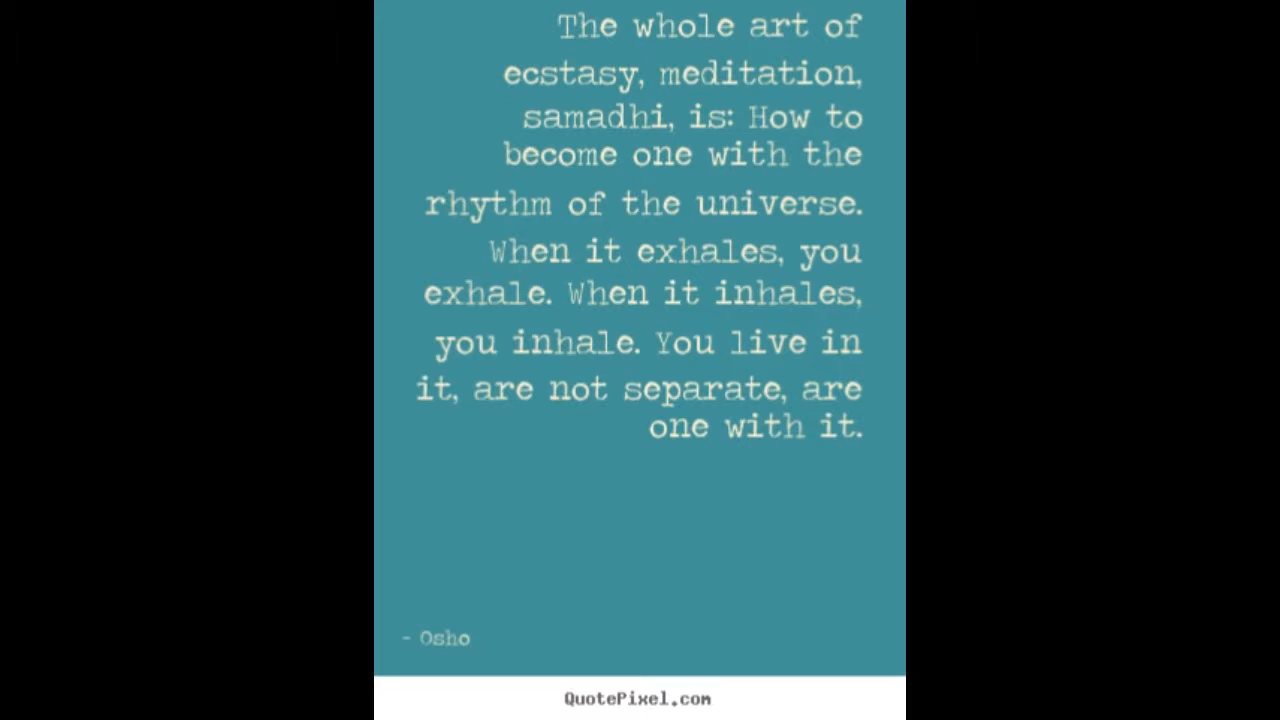 The whole art of
ecstasy, meditation,
samadhi, is: How to
become one with the
rhythm of the universe.
When it exhales, you
exhale. When it inhales,
you inhale. You live in
it, are not separate, are
one with it.
- Osho
QuotePixel.com